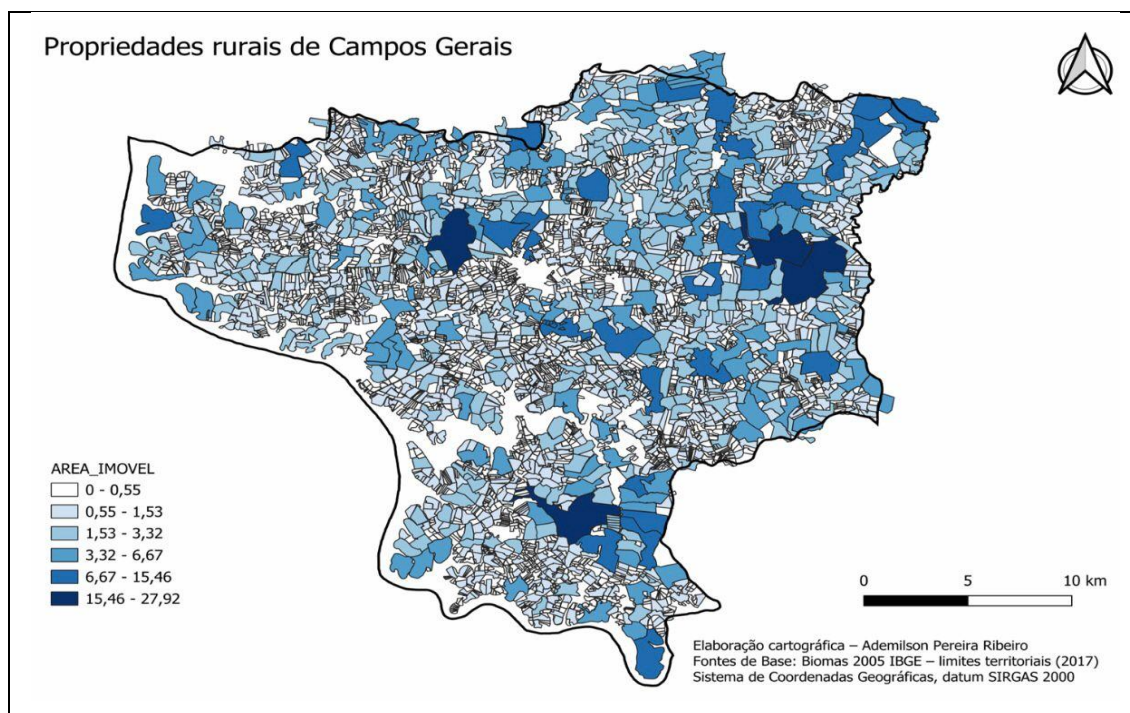 Propriedades rurais de Campos Gerais
AREA_IMOVEL
0 - 0,55
0,55 - 1,53
1,53 - 3,32
3,32 - 6,67
6,67 - 15,46
15,46 - 27,92
0 5 10 km
Elaboração cartográfica – Ademilson Pereira Ribeiro
Fontes de Base: Biomas 2005 IBGE – limites territoriais (2017)
Sistema de Coordenadas Geográficas, datum SIRGAS 2000